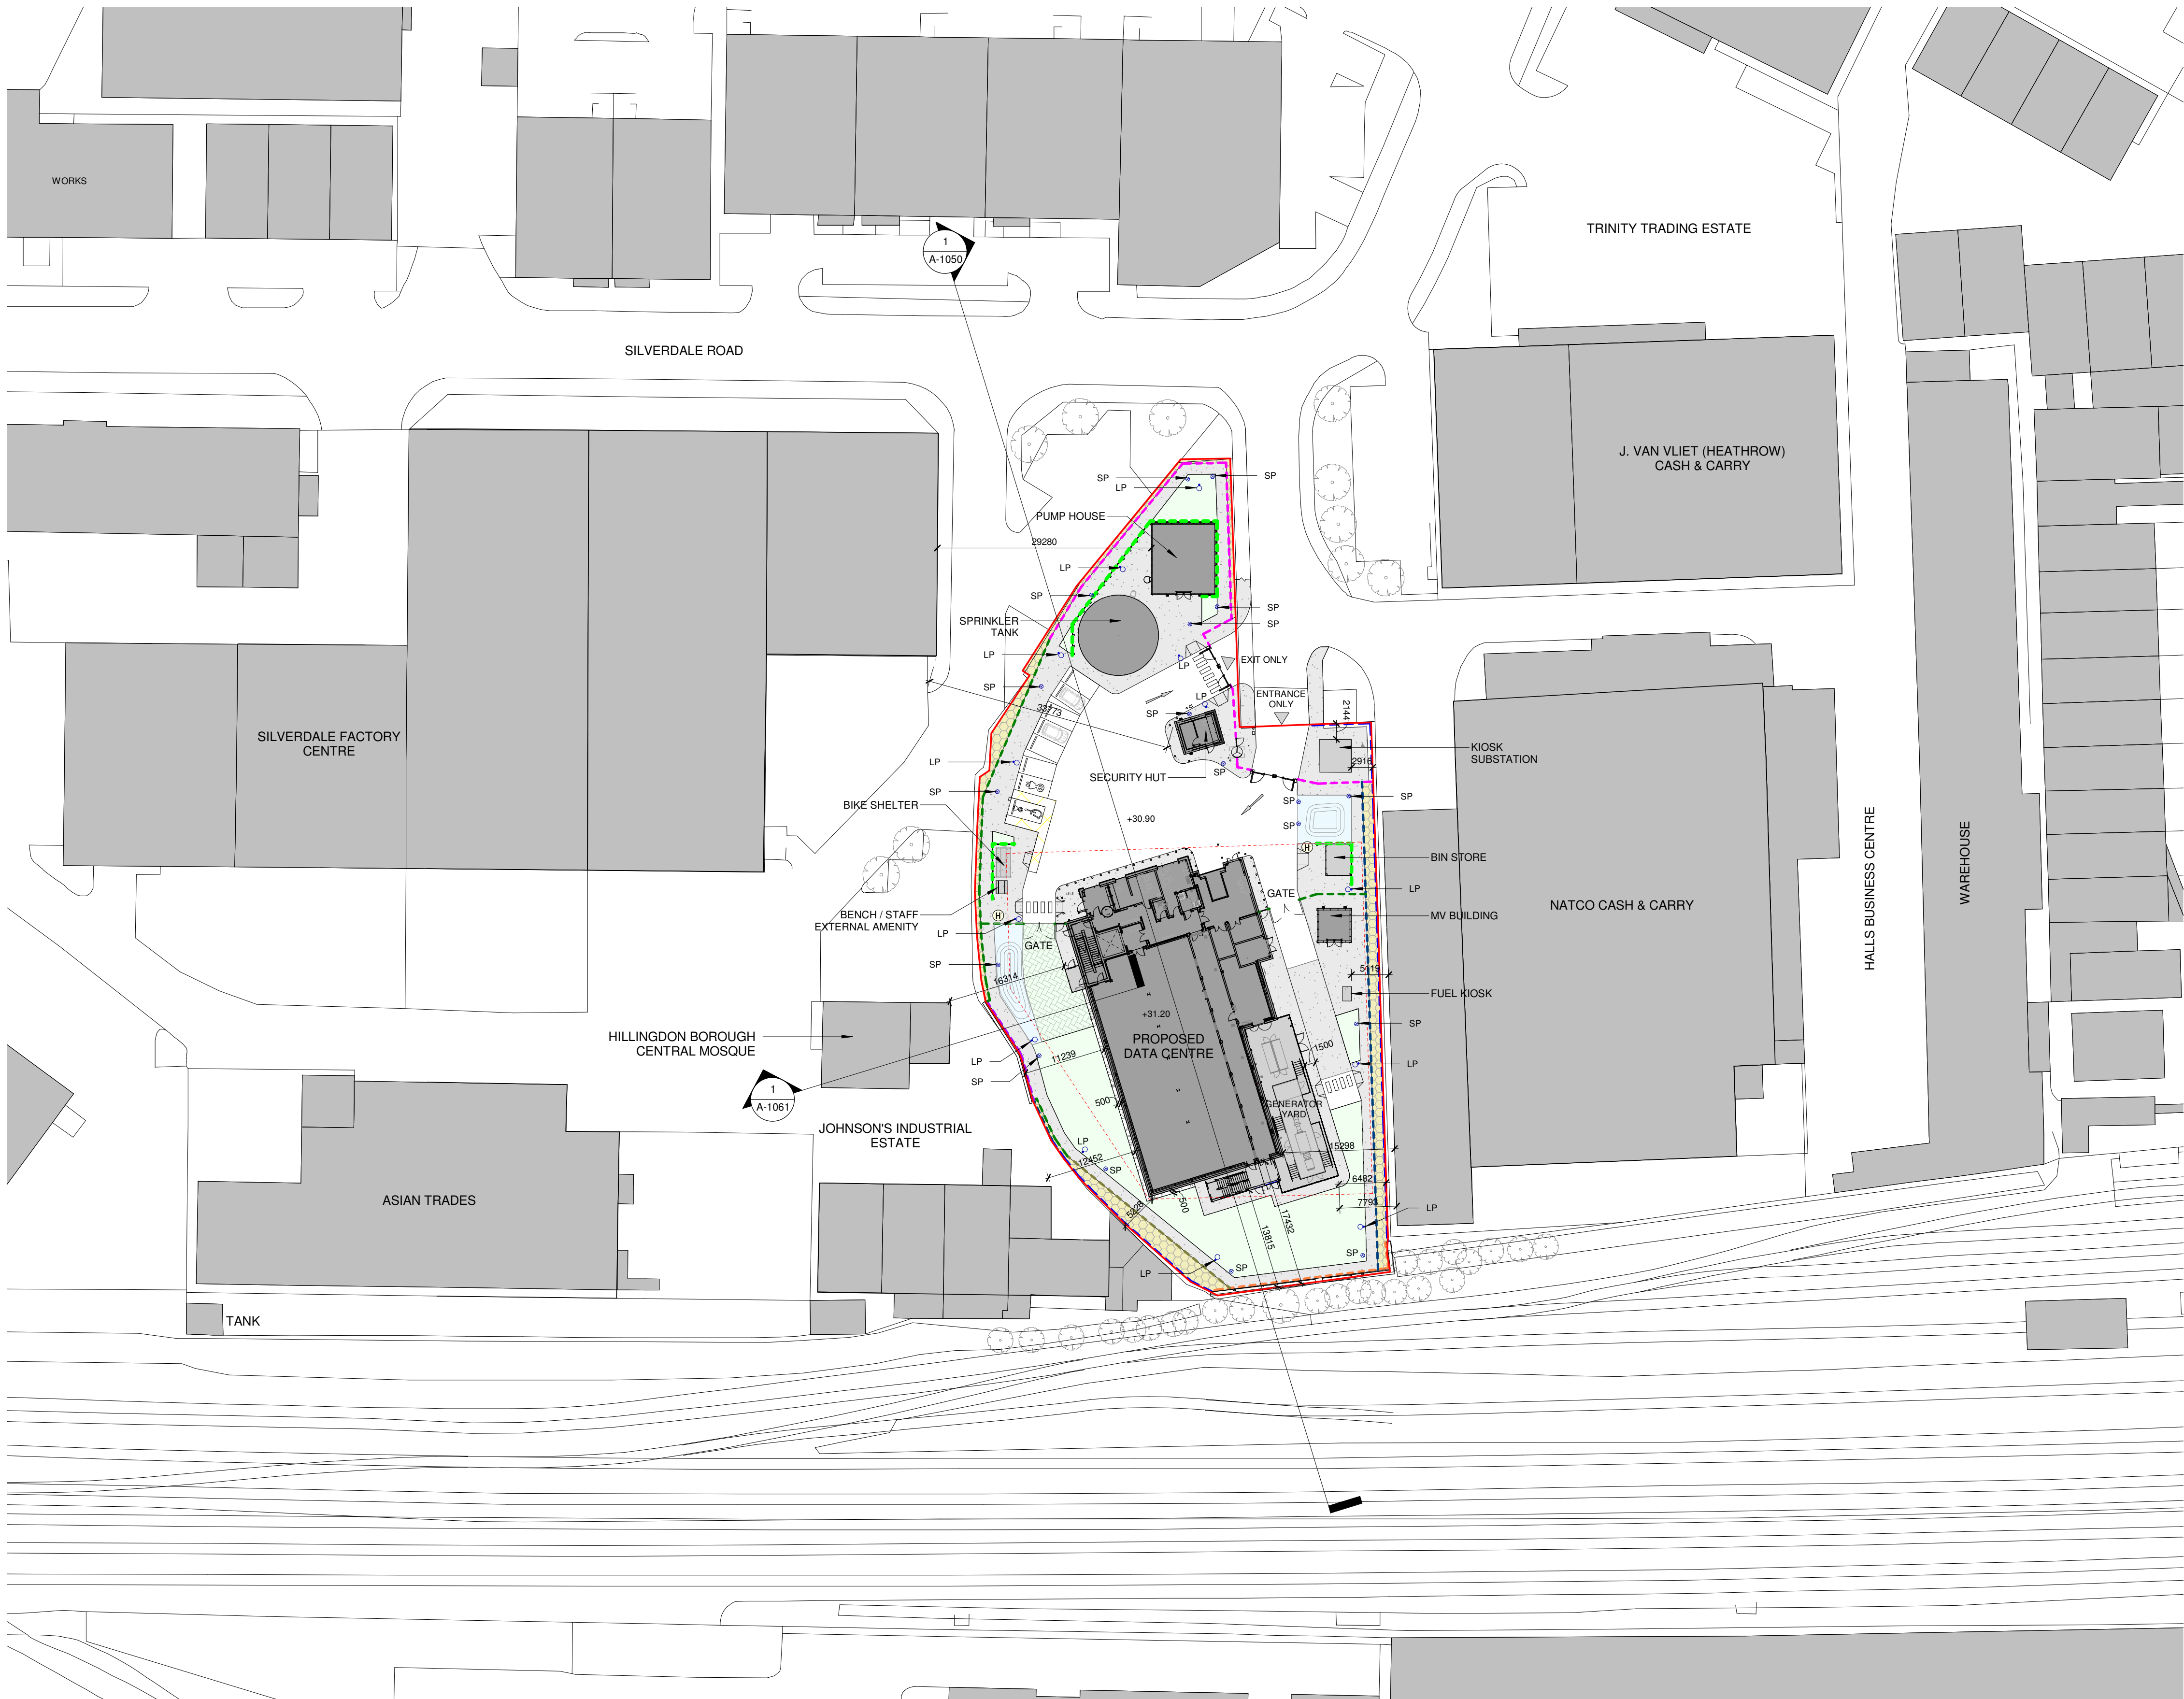 WORKS
TRINITY TRADING ESTATE
1
A-1050
SILVERDALE ROAD
J. VAN VLIET (HEATHROW)
CASH & CARRY
SP
SP
LP
PUMP HOUSE
29280
LP
SP
SP
SPRINKLER
TANK
SP
LP
LP
EXIT ONLY
SP
LP
ENTRANCE
ONLY
33773
SP
SILVERDALE FACTORY
CENTRE
KIOSK
SUBSTATION
2916
LP
SECURITY HUT
SP
SP
BIKE SHELTER
SP
SP
+30.90
SP
H
BIN STORE
LP
GATE
NATCO CASH & CARRY
HALLS BUSINESS CENTRE
WAREHOUSE
BENCH / STAFF
EXTERNAL AMENITY
H
MV BUILDING
LP
GATE
SP
16314
5119
FUEL KIOSK
+31.20
SP
HILLINGDON BOROUGH
CENTRAL MOSQUE
PROPOSED
DATA CENTRE
1500
LP
11239
SP
LP
1
A-1061
500
GENERATOR
YARD
JOHNSON'S INDUSTRIAL
ESTATE
LP
15298
12452
SP
6482
ASIAN TRADES
500
7793
LP
17432
13815
SP
LP
SP
TANK